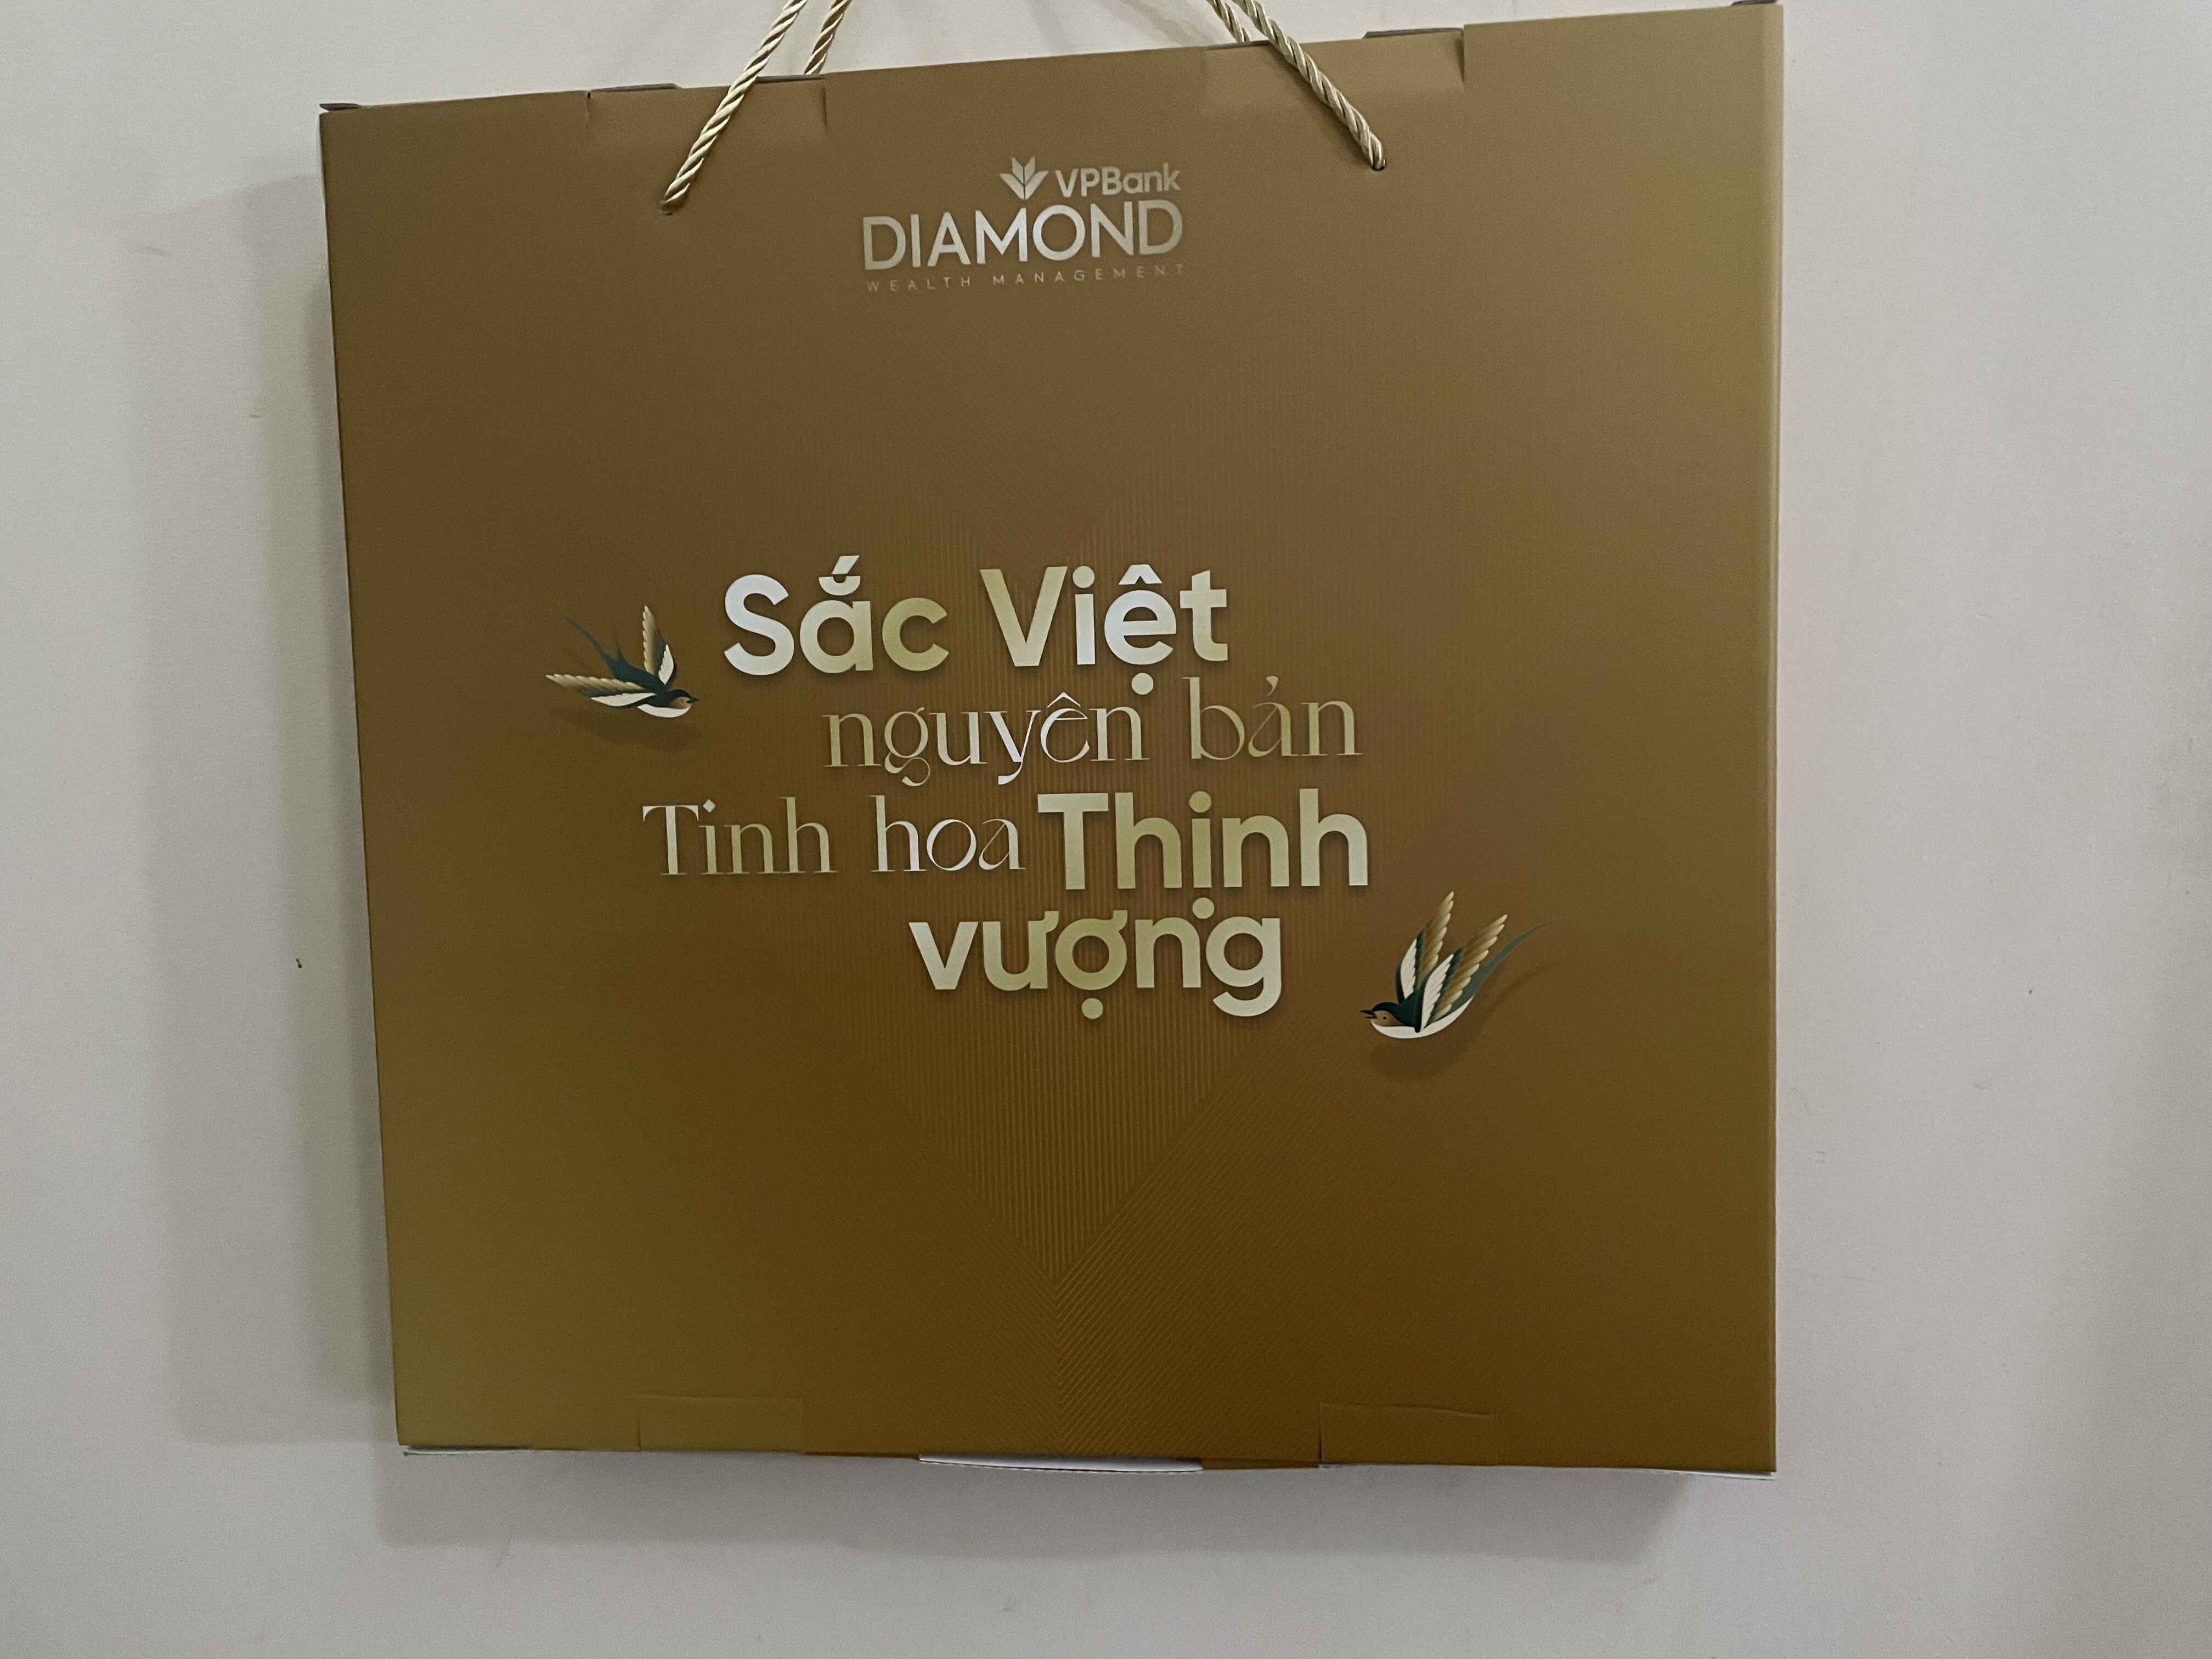 VPBank
DIAMOND
WEALTH MANAGEMENT
Sắc Việt
nguyên bản
Tinh hoa Thịnh
vượng